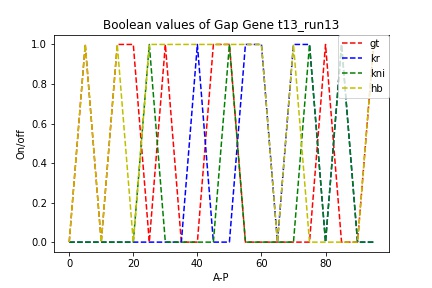 Boolean values of Gap Gene t13_run13
gt
kr
kni
hb
1.0
0.8
0.6
0.4
0.2
0.0
On/off
0 20 40 60 80
A-P